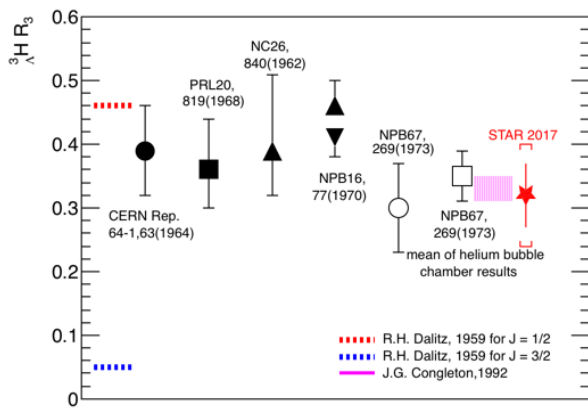 ³ΛH R₃
0.6
0.5
0.4
0.3
0.2
0.1
0
NC26,
840(1962)
PRL20,
819(1968)
NPB67,
269(1973)
STAR 2017
NPB16,
77(1970)
CERN Rep.
64-1,63(1964)
NPB67,
269(1973)
mean of helium bubble
chamber results
R.H. Dalitz, 1959 for J = 1/2
R.H. Dalitz, 1959 for J = 3/2
J.G. Congleton,1992